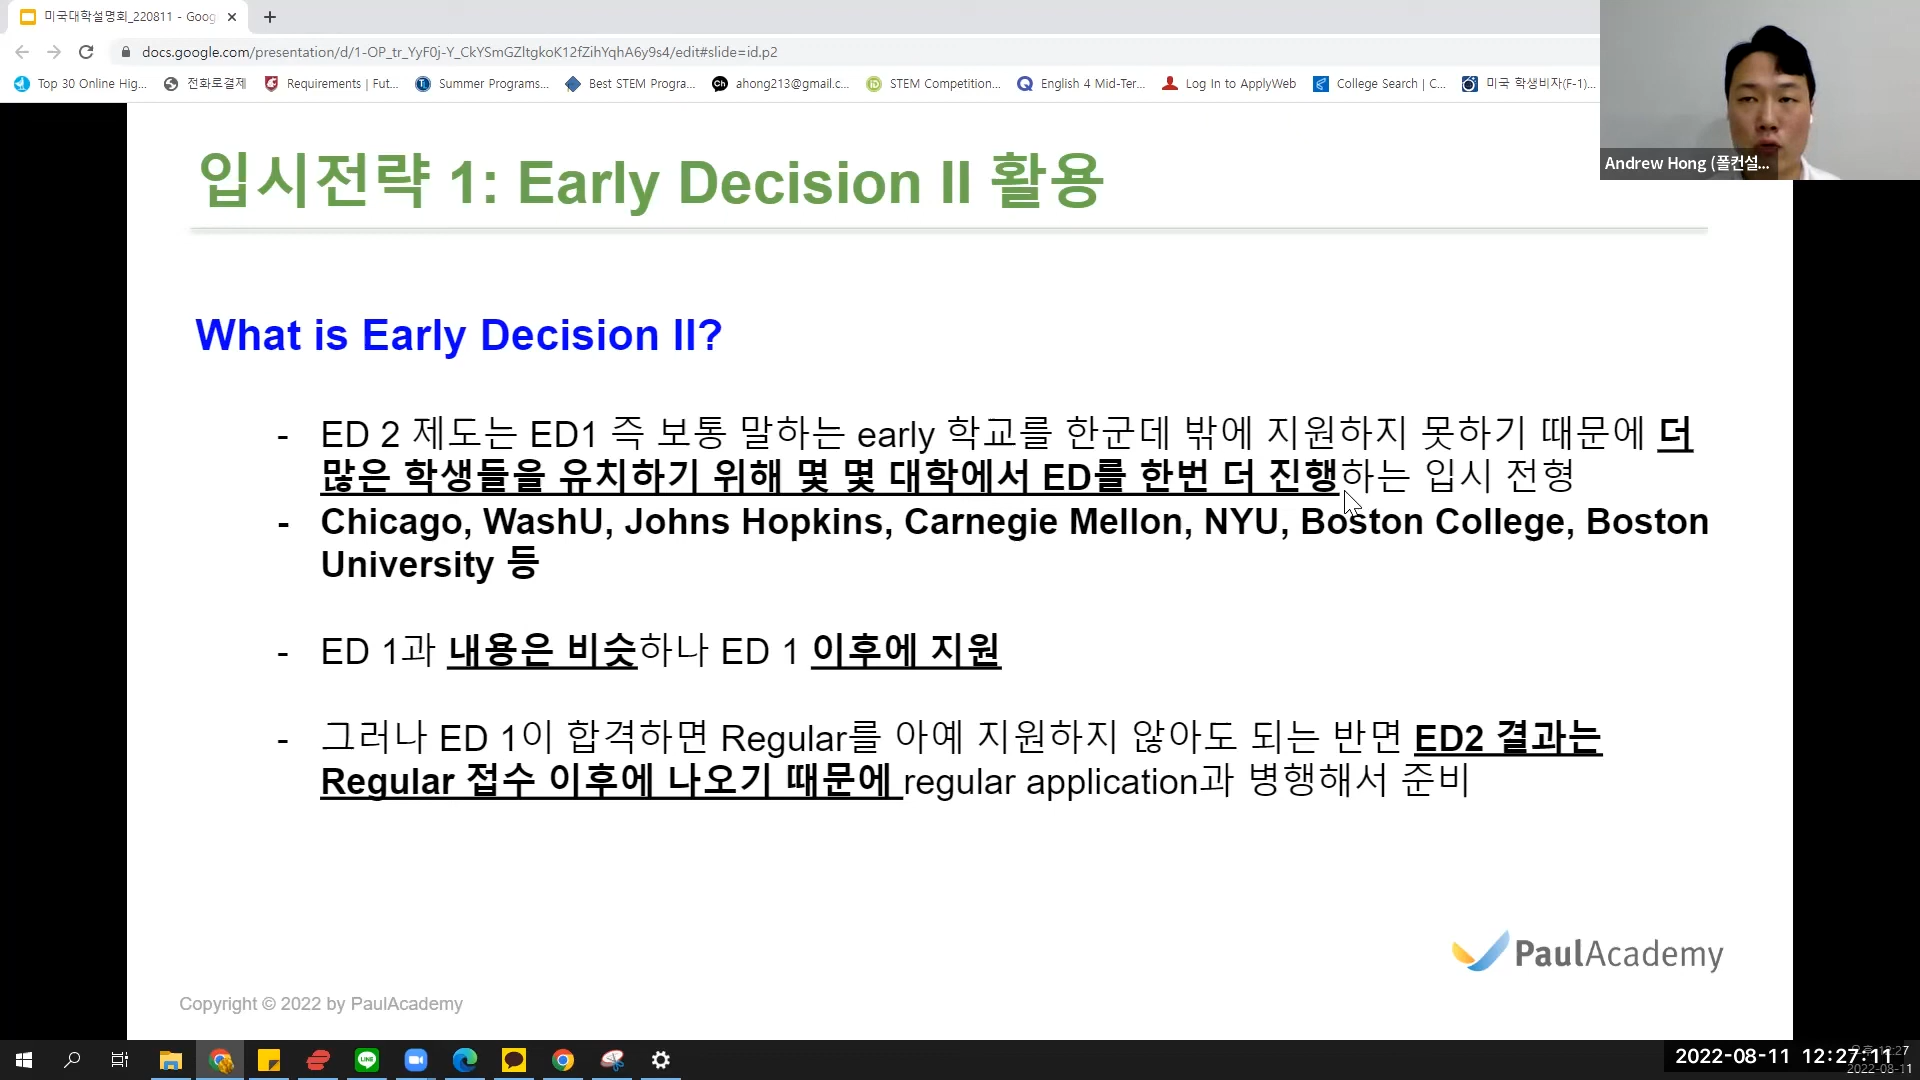 미국대학설명회_220811 - Goog
docs.google.com/presentation/d/1-OP_tr_YyF0j-Y_CkYSmGZltgkoK12fZihYqhA6y9s4/edit#slide=id.p2
Top 30 Online Hig... 전화로결제 Requirements | Fut... Summer Programs... Best STEM Progra... ahong213@gmail.c... STEM Competition... English 4 Mid-Ter... Log In to ApplyWeb College Search | C... 미국 학생비자(F-1)...
Andrew Hong (폴컨설...
입시전략 1: Early Decision II 활용
What is Early Decision II?
- ED 2 제도는 ED1 즉 보통 말하는 early 학교를 한군데 밖에 지원하지 못하기 때문에 더
많은 학생들을 유치하기 위해 몇 몇 대학에서 ED를 한번 더 진행하는 입시 전형
- Chicago, WashU, Johns Hopkins, Carnegie Mellon, NYU, Boston College, Boston
University 등
- ED 1과 내용은 비슷하나 ED 1 이후에 지원
- 그러나 ED 1이 합격하면 Regular를 아예 지원하지 않아도 되는 반면 ED2 결과는
Regular 접수 이후에 나오기 때문에 regular application과 병행해서 준비
PaulAcademy
Copyright © 2022 by PaulAcademy
2022-08-11 12:27:11
2022-08-11